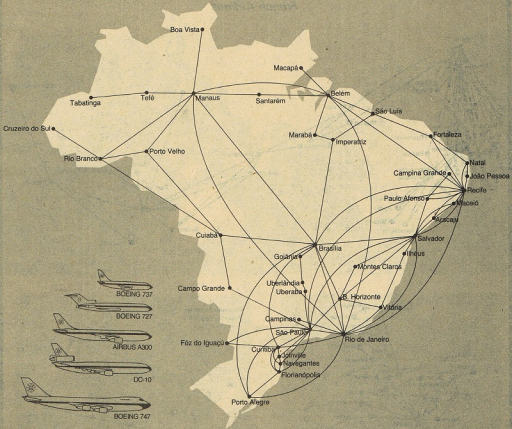 Boa Vista
Macapá
Tabatinga
Tefé
Manaus
Santarém
Belém
São Luís
Cruzeiro do Sul
Marabá
Imperatriz
Fortaleza
Rio Branco
Porto Velho
Natal
Campina Grande
João Pessoa
Recife
Paulo Afonso
Maceió
Aracaju
Cuiabá
Brasília
Salvador
Goiânia
Ilhéus
Montes Claros
Campo Grande
Uberlândia
Uberaba
B. Horizonte
Vitória
BOEING 737
BOEING 727
Campinas
São Paulo
Rio de Janeiro
AIRBUS A300
Fóz do Iguaçú
Curitiba
Joinville
Navegantes
Florianópolis
DC-10
Porto Alegre
BOEING 747